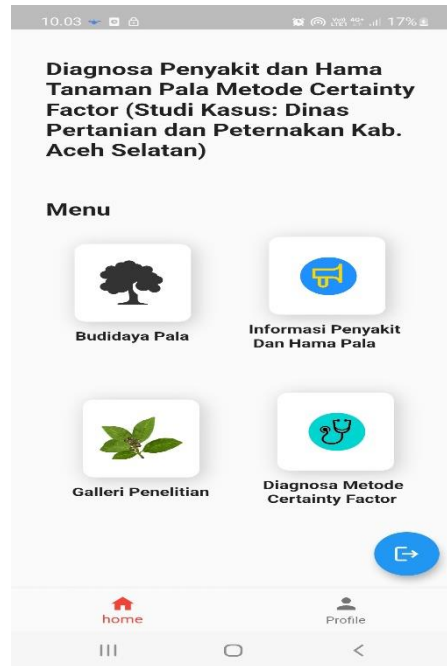 10.03
17%
Diagnosa Penyakit dan Hama
Tanaman Pala Metode Certainty
Factor (Studi Kasus: Dinas
Pertanian dan Peternakan Kab.
Aceh Selatan)
Menu
Budidaya Pala
Informasi Penyakit
Dan Hama Pala
Galleri Penelitian
Diagnosa Metode
Certainty Factor
home
Profile